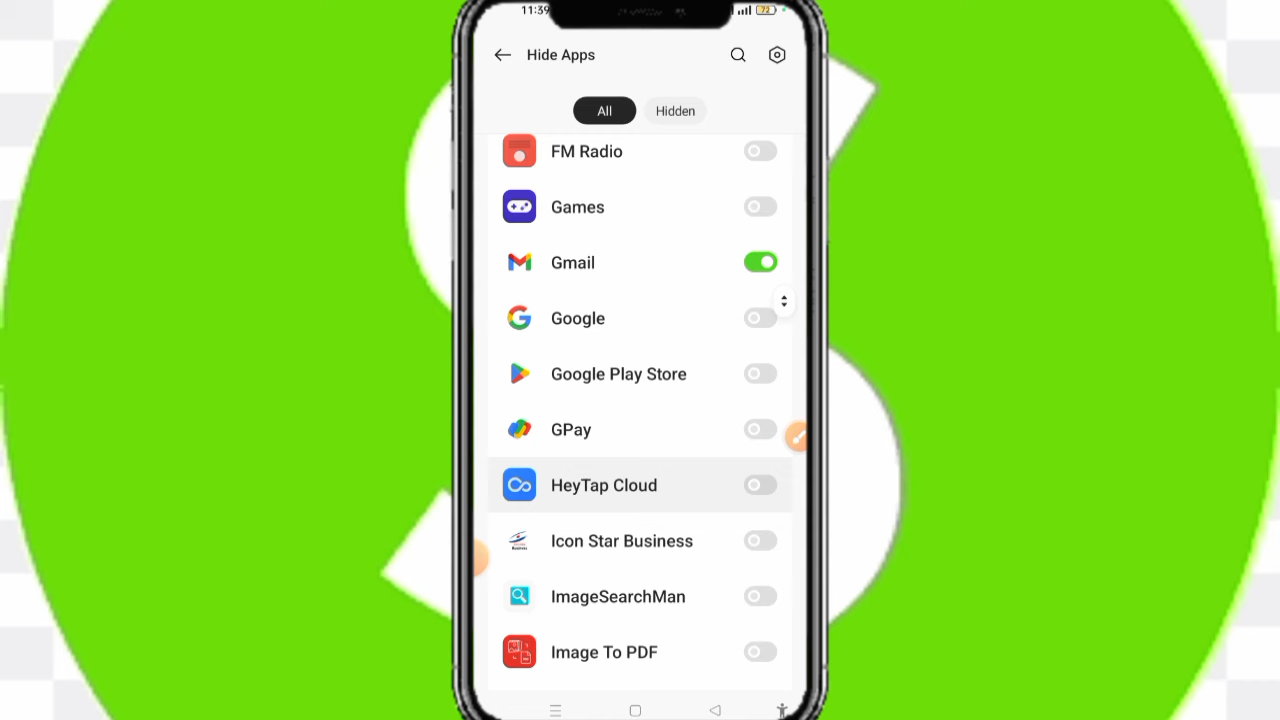 11:39
72
Hide Apps
All
Hidden
FM Radio
Games
Gmail
Google
Google Play Store
GPay
HeyTap Cloud
Icon Star Business
ImageSearchMan
Image To PDF